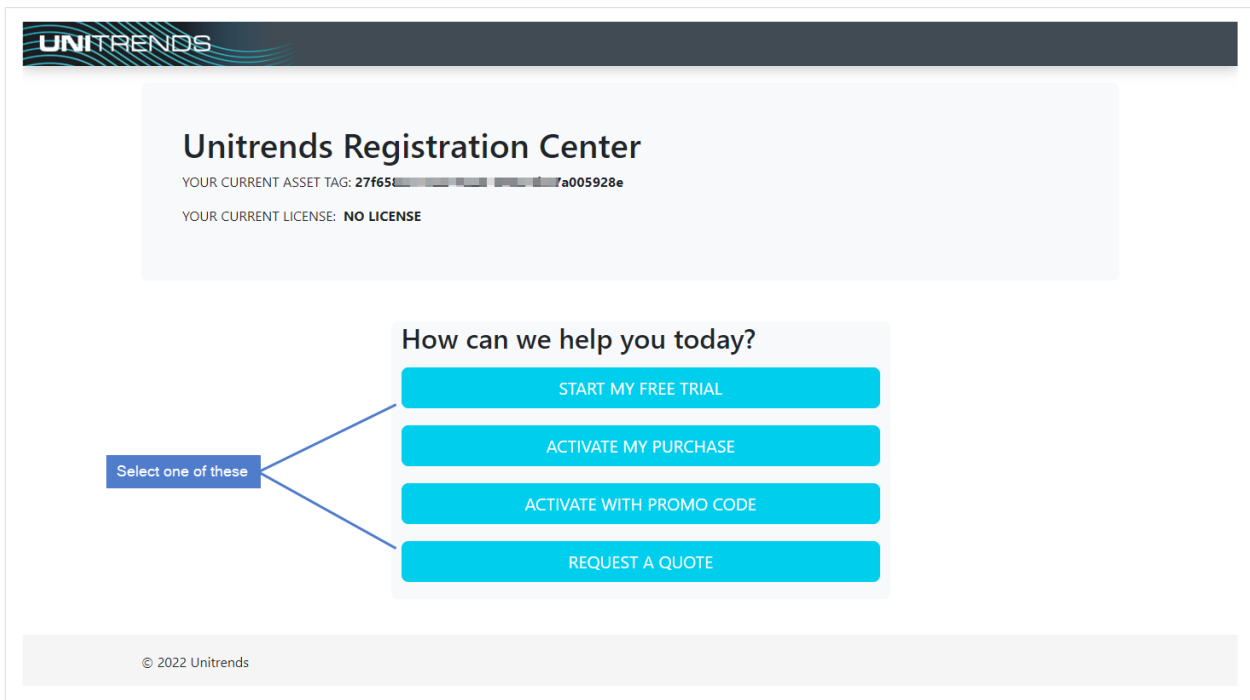 UNITRENDS
Unitrends Registration Center
YOUR CURRENT ASSET TAG: 27f65 a005928e
YOUR CURRENT LICENSE: NO LICENSE
How can we help you today?
START MY FREE TRIAL
ACTIVATE MY PURCHASE
Select one of these
ACTIVATE WITH PROMO CODE
REQUEST A QUOTE
© 2022 Unitrends